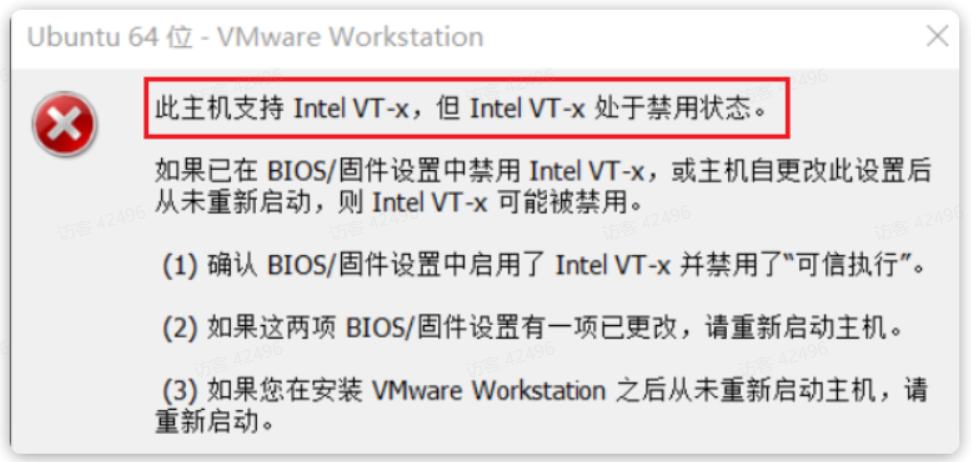 Ubuntu 64 位 - VMware Workstation
此主机支持 Intel VT-x，但 Intel VT-x 处于禁用状态。
如果已在 BIOS/固件设置中禁用 Intel VT-x，或主机自更改此设置后
从未重新启动，则 Intel VT-x 可能被禁用。
(1) 确认 BIOS/固件设置中启用了 Intel VT-x 并禁用了“可信执行”。
(2) 如果这两项 BIOS/固件设置有一项已更改，请重新启动主机。
(3) 如果您在安装 VMware Workstation 之后从未重新启动主机，请
重新启动。
访客 42496
访客 42496
访客 42496
访客 42496
访客 42496
访客 42496
访客 42496